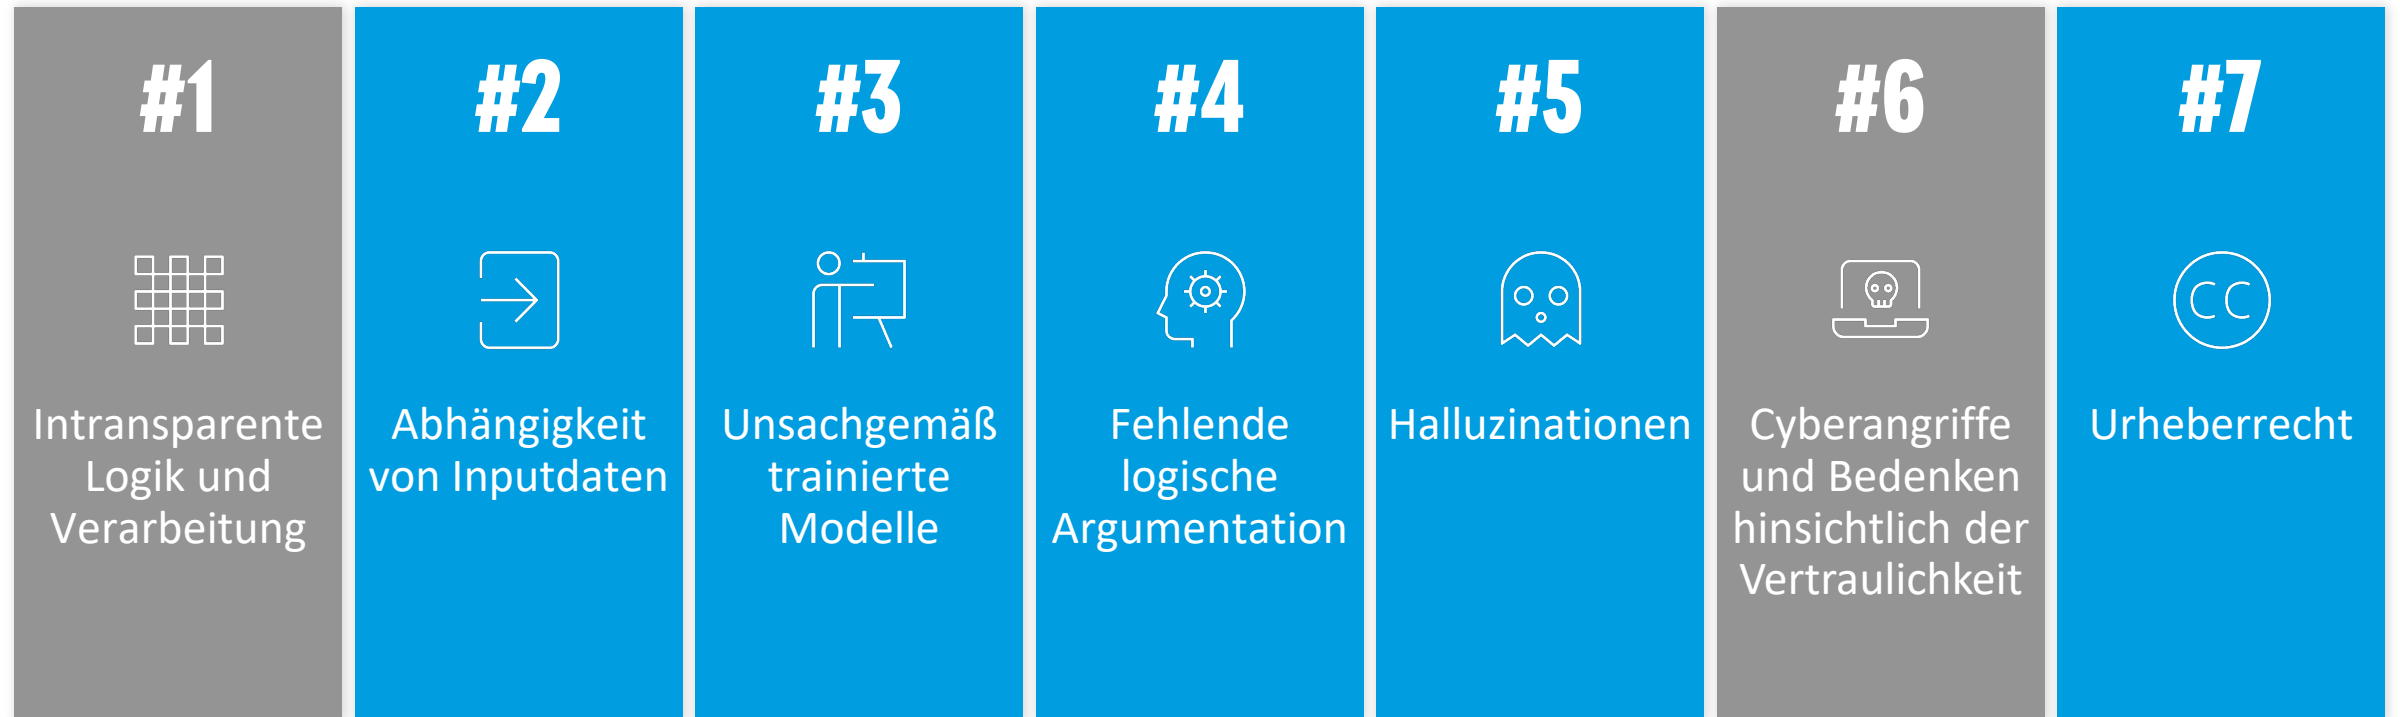 #1
Intransparente
Logik und
Verarbeitung
#2
Abhängigkeit
von Inputdaten
#3
Unsachgemäß
trainierte
Modelle
#4
Fehlende
logische
Argumentation
#5
Halluzinationen
#6
Cyberangriffe
und Bedenken
hinsichtlich der
Vertraulichkeit
#7
CC
Urheberrecht